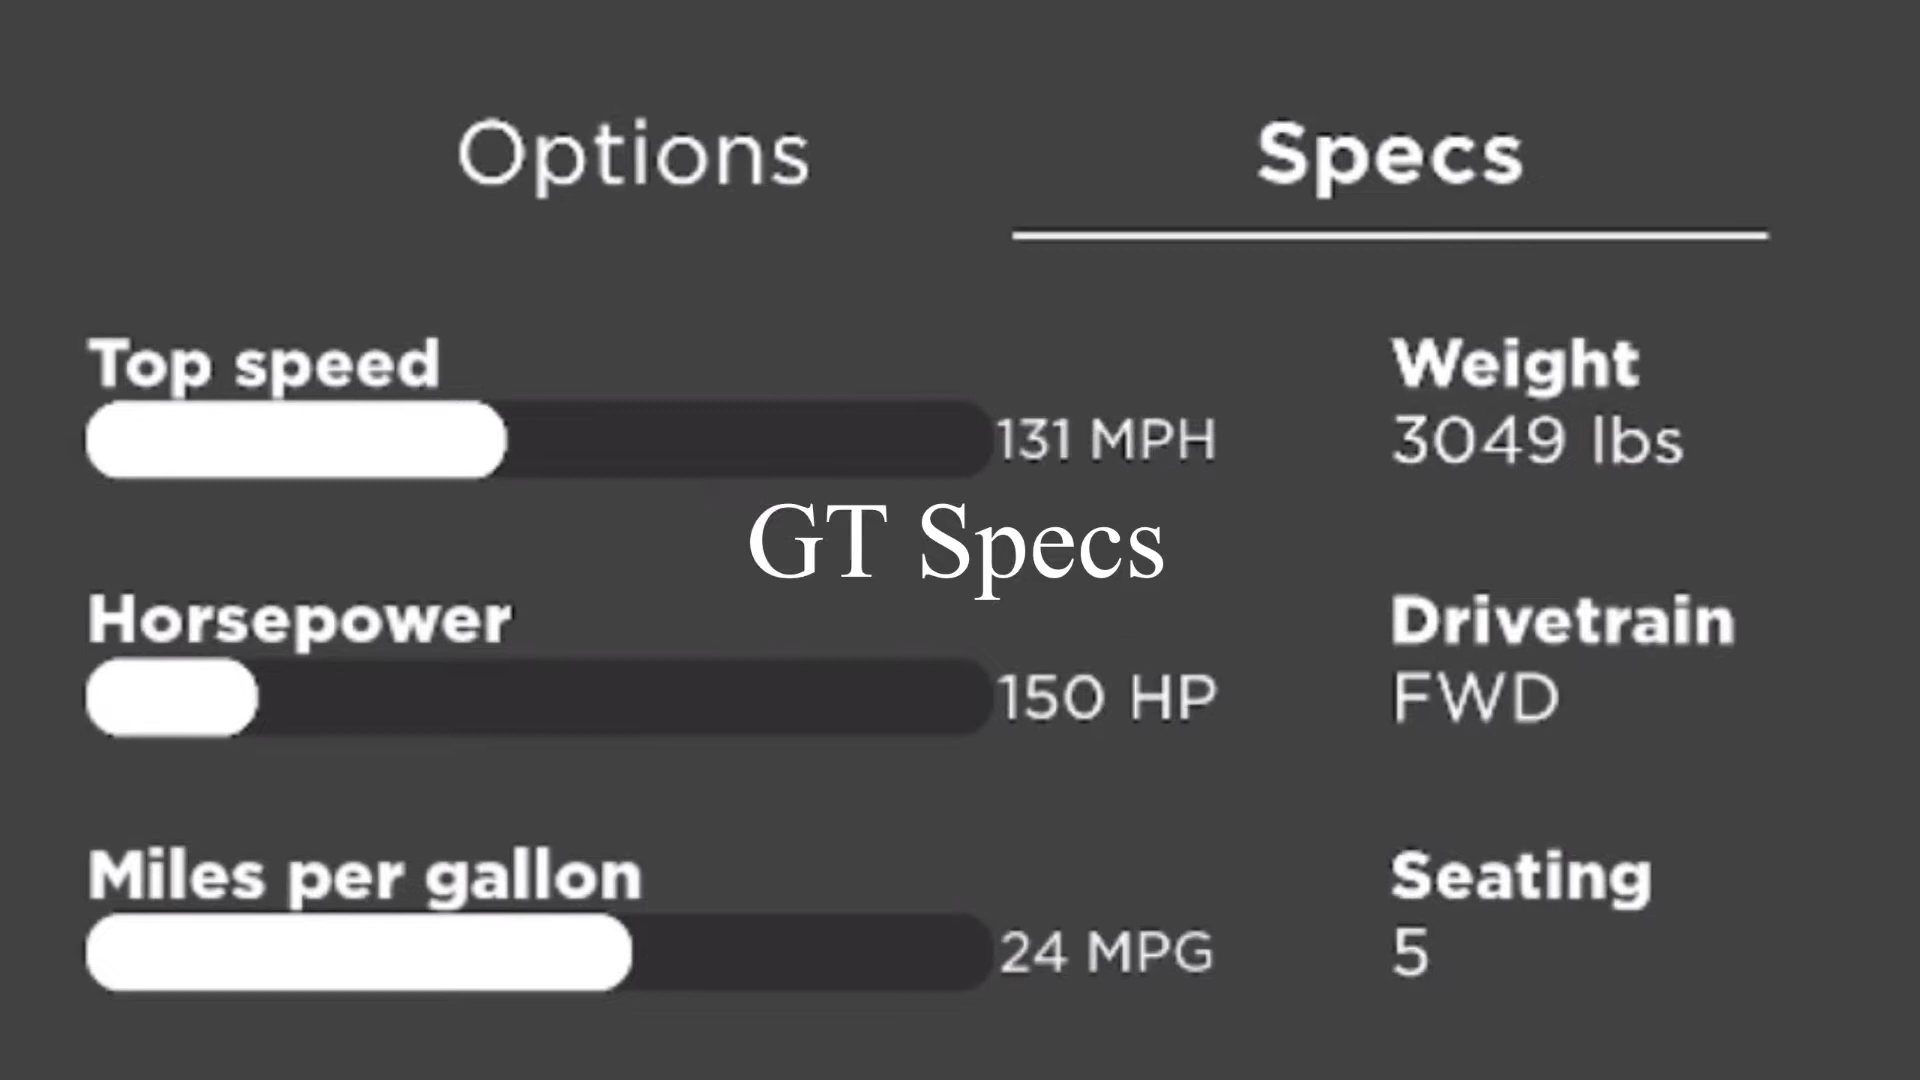 Options
Specs
Top speed
131 MPH
Weight
3049 lbs
GT Specs
Horsepower
150 HP
Drivetrain
FWD
Miles per gallon
24 MPG
Seating
5